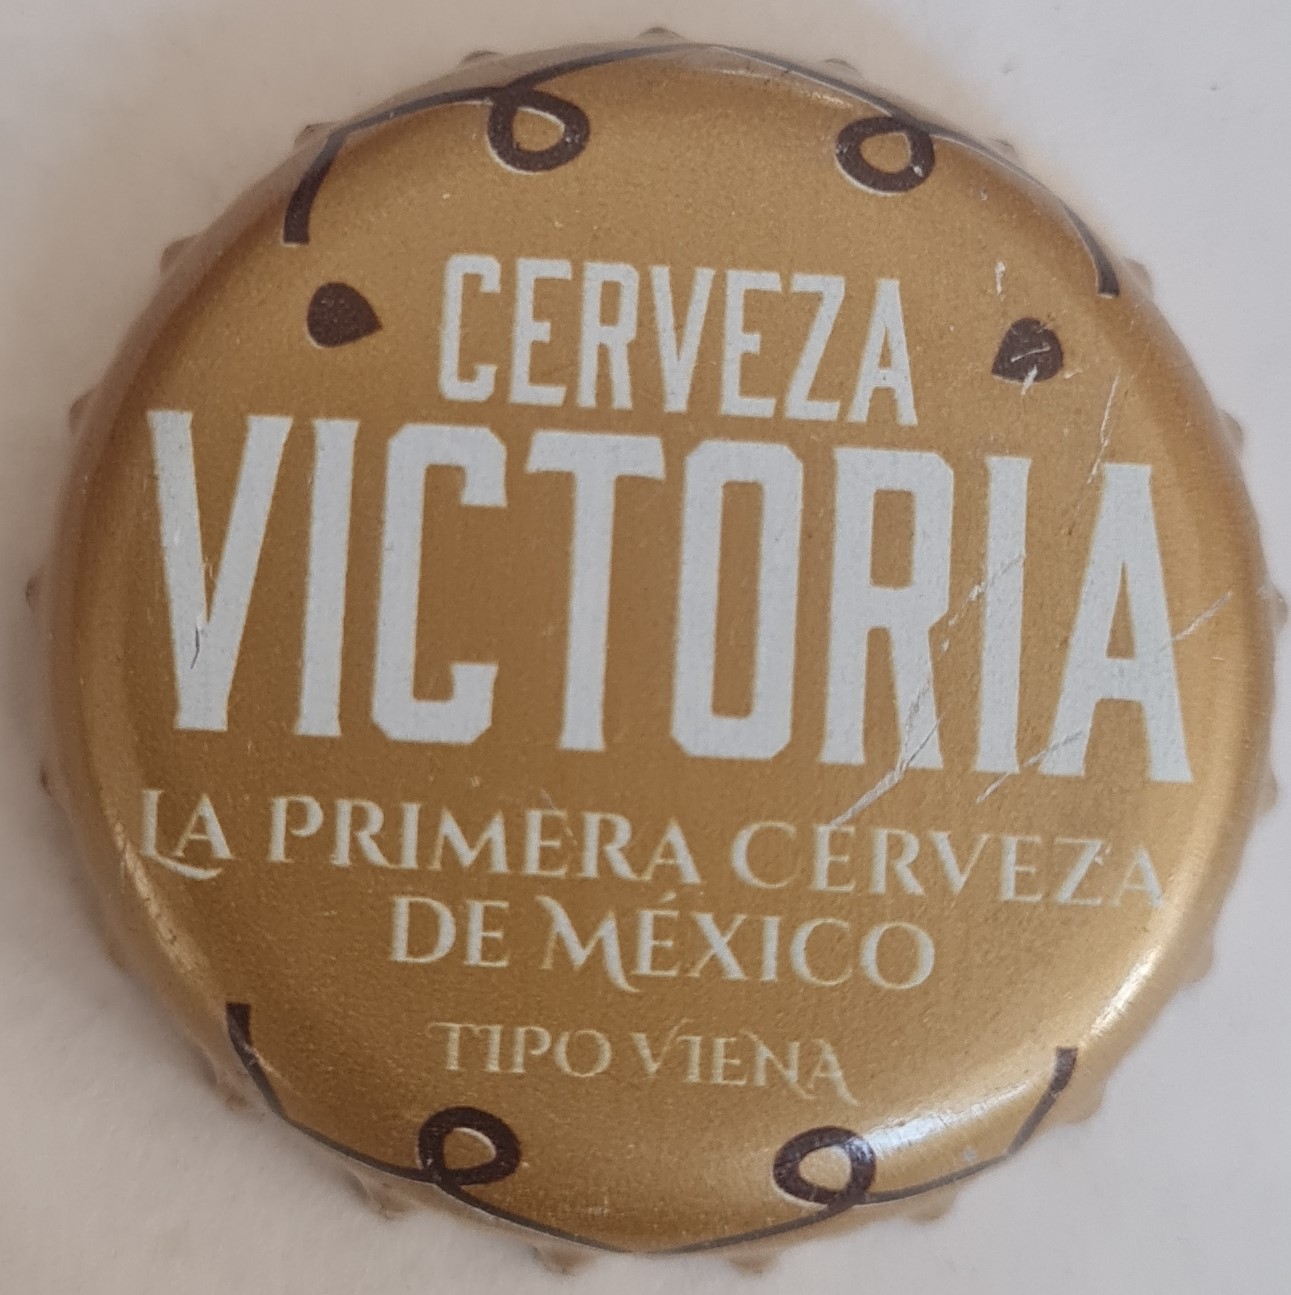 CERVEZA
VICTORIA
LA PRIMERA CERVEZA
DE MÉXICO
TIPO VIENA